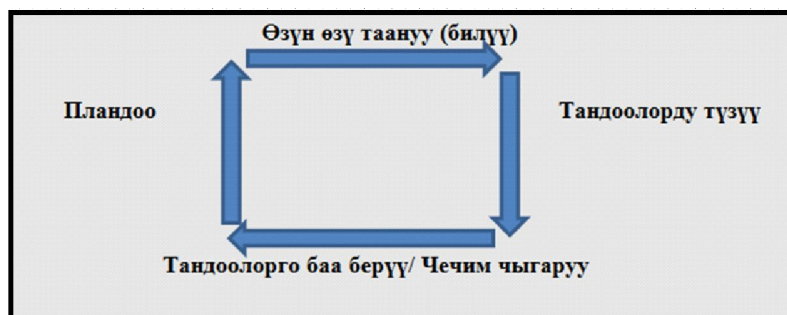 Өзүн өзү таануу (билүү)
Пландоо
Тандоолорду түзүү
Тандоолорго баа берүү/ Чечим чыгаруу